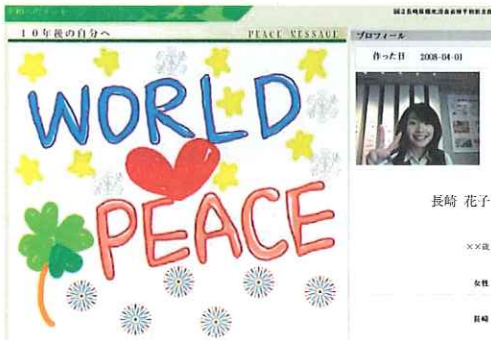 10年後の自分へ
PEACE MESSAGE
WORLD
PEACE
プロフィール
作った日 2008-04-01
長崎 花子
××歳
女性
長崎